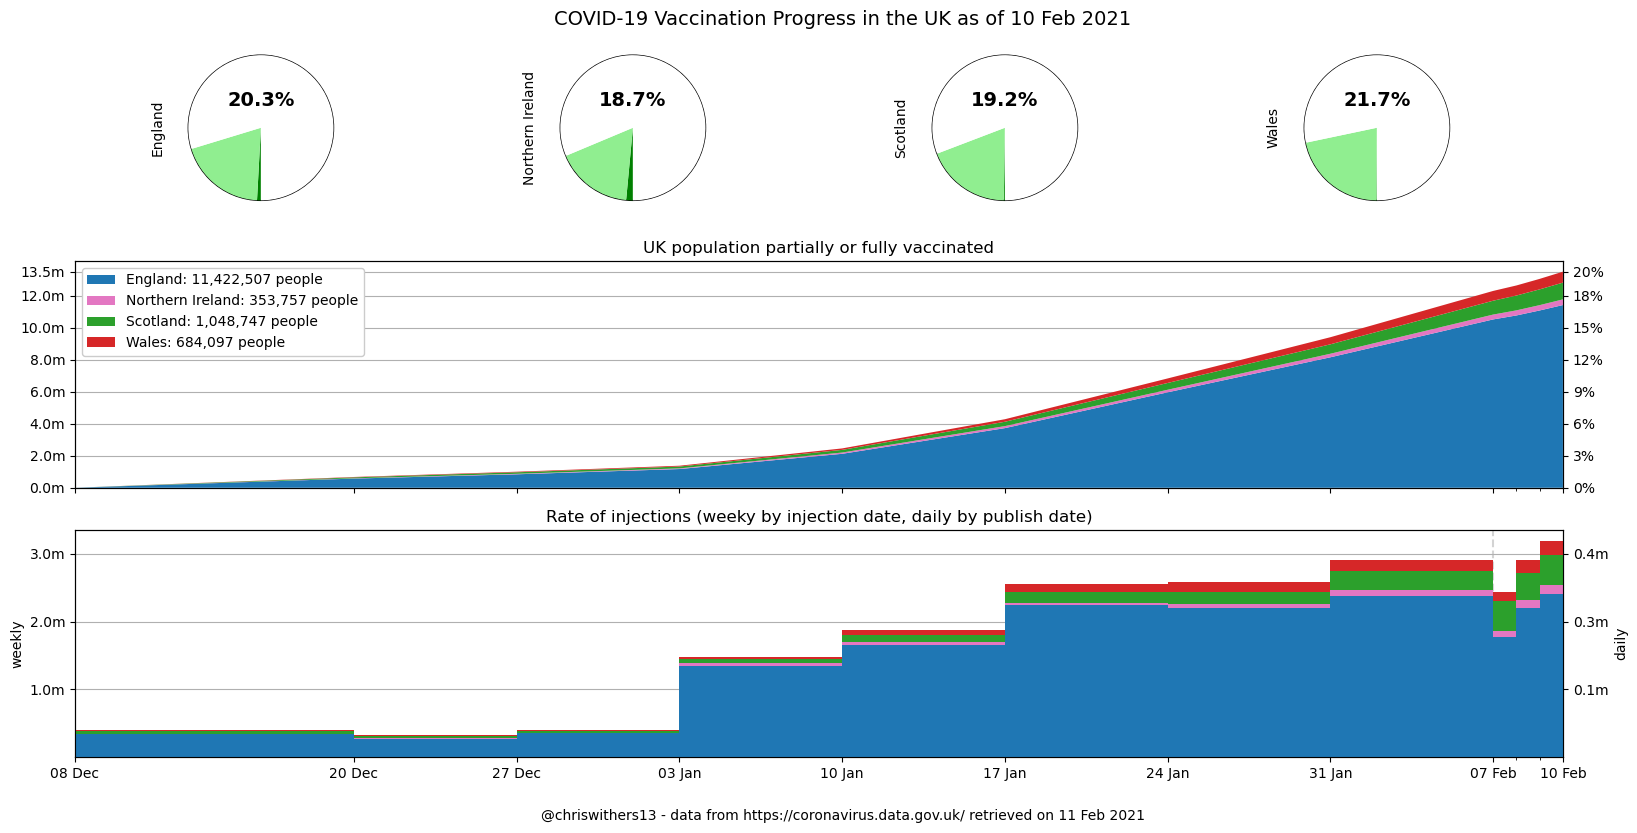 COVID-19 Vaccination Progress in the UK as of 10 Feb 2021
England
20.3%
Northern Ireland
18.7%
Scotland
19.2%
Wales
21.7%
UK population partially or fully vaccinated
England: 11,422,507 people
Northern Ireland: 353,757 people
Scotland: 1,048,747 people
Wales: 684,097 people
13.5m
12.0m
10.0m
8.0m
6.0m
4.0m
2.0m
0.0m
20%
18%
15%
12%
9%
6%
3%
0%
Rate of injections (weeky by injection date, daily by publish date)
weekly
3.0m
2.0m
1.0m
0.4m
0.3m
0.1m
daily
08 Dec 20 Dec 27 Dec 03 Jan 10 Jan 17 Jan 24 Jan 31 Jan 07 Feb 10 Feb
@chriswithers13 - data from https://coronavirus.data.gov.uk/ retrieved on 11 Feb 2021